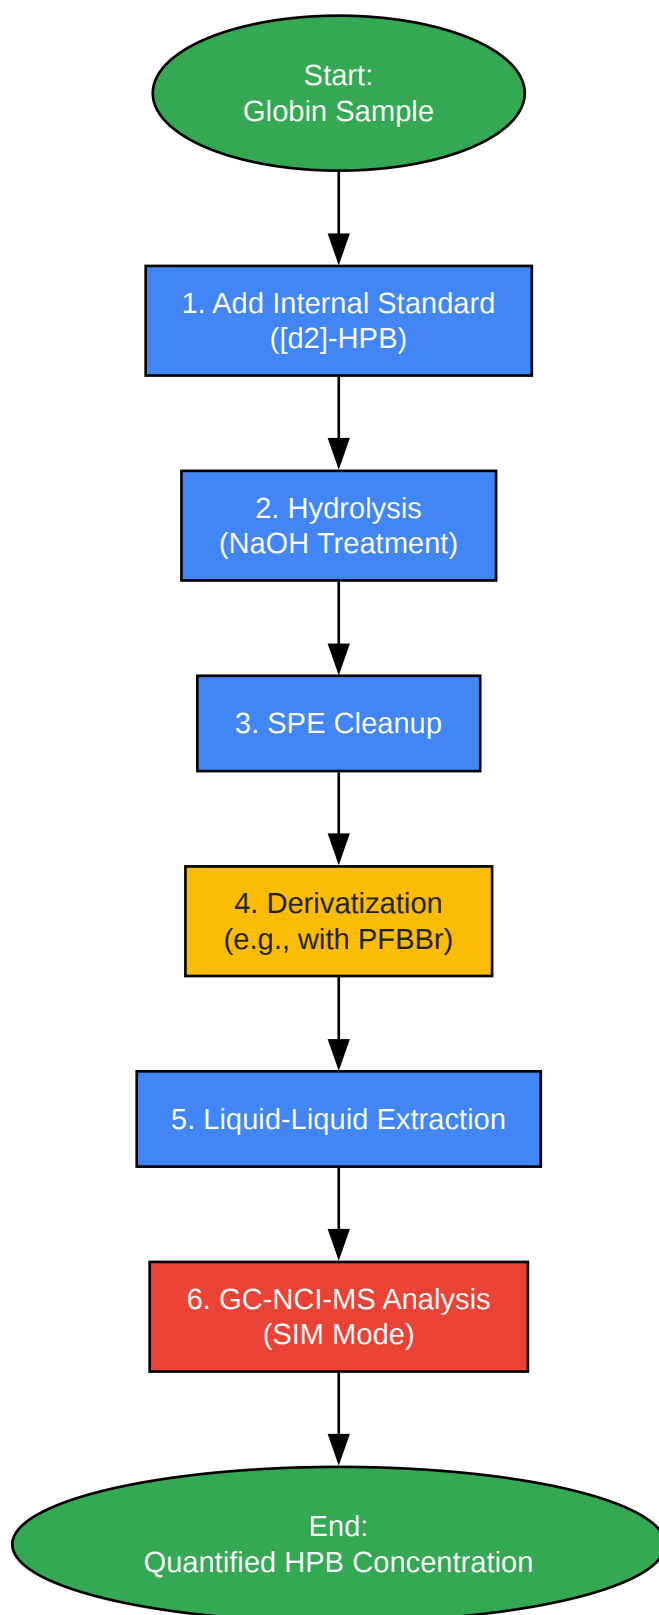 Start:
Globin Sample
1. Add Internal Standard
([d2]-HPB)
2. Hydrolysis
(NaOH Treatment)
3. SPE Cleanup
4. Derivatization
(e.g., with PFBBr)
5. Liquid-Liquid Extraction
6. GC-NCI-MS Analysis
(SIM Mode)
End:
Quantified HPB Concentration